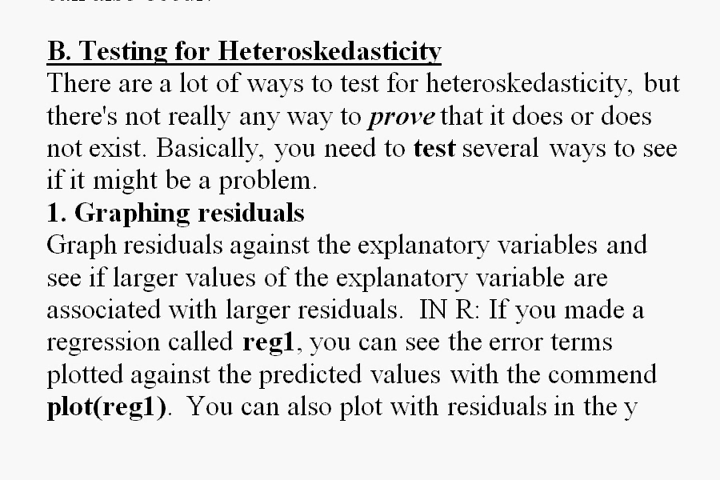 B. Testing for Heteroskedasticity
There are a lot of ways to test for heteroskedasticity, but
there's not really any way to prove that it does or does
not exist. Basically, you need to test several ways to see
if it might be a problem.
1. Graphing residuals
Graph residuals against the explanatory variables and
see if larger values of the explanatory variable are
associated with larger residuals. IN R: If you made a
regression called reg1, you can see the error terms
plotted against the predicted values with the commend
plot(reg1). You can also plot with residuals in the y